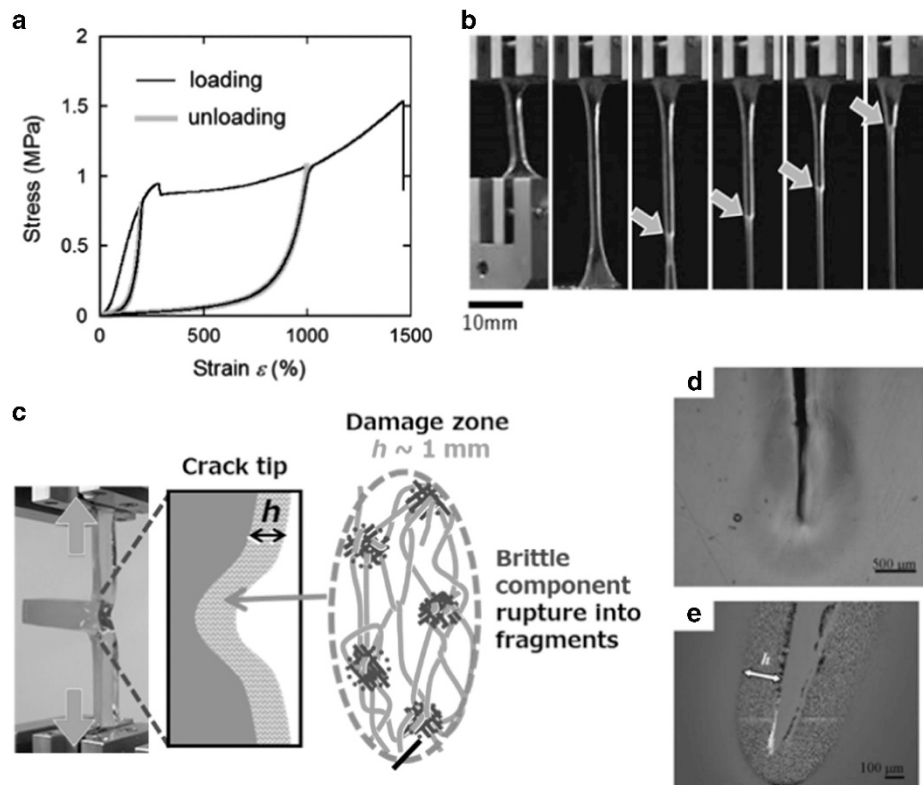 a
loading
unloading
Stress (MPa)
2
1.5
1
0.5
0
0
500
1000
1500
Strain ε (%)
b
10mm
c
Crack tip
h
Damage zone
h ~ 1 mm
Brittle
component
rupture into
fragments
d
500 μm
e
h
100 μm